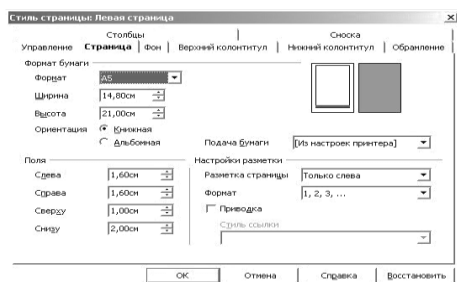 Стиль страницы: Левая страница
Столбцы Сноска
Управление Страница Фон Верхний колонтитул Нижний колонтитул Обрамление
Формат бумаги
Формат A5
Ширина 14,80см
Высота 21,00см
Ориентация Книжная
Альбомная Подача бумаги [Из настроек принтера]
Поля Настройки разметки
Слева 1,60см Разметка страницы Только слева
Справа 1,60см Формат 1, 2, 3, ...
Сверху 1,00см Приводка
Снизу 2,00см Стиль ссылки
ОК Отмена Справка Восстановить